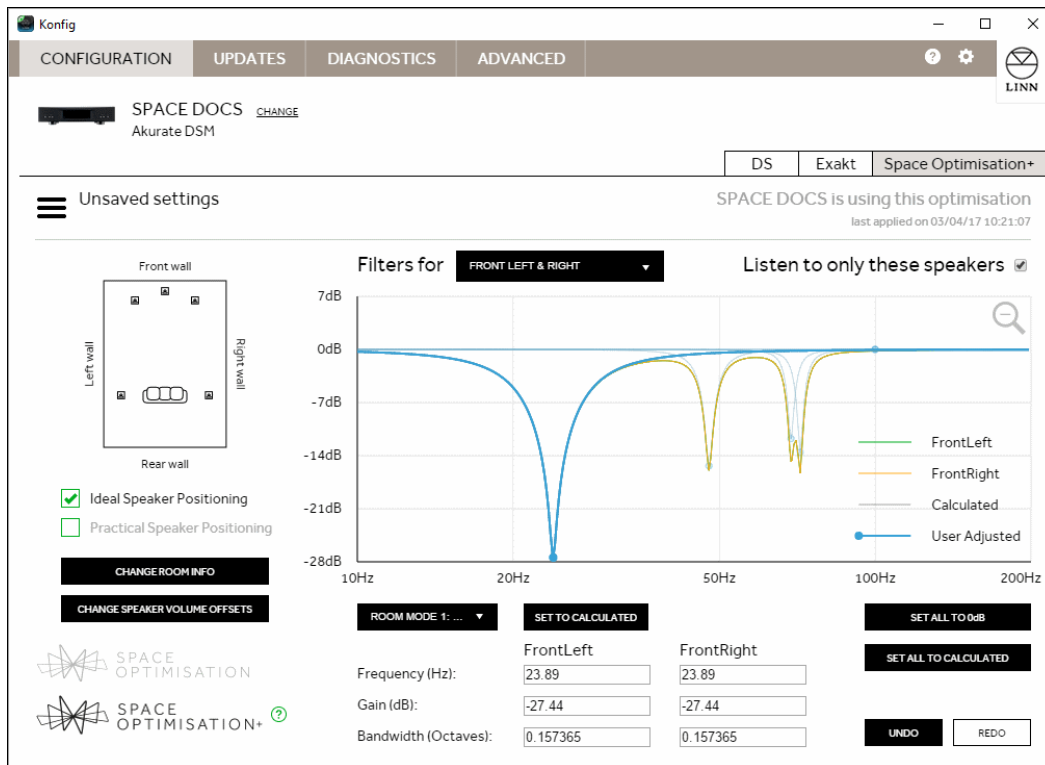 Konfig
CONFIGURATION UPDATES DIAGNOSTICS ADVANCED
?
LINN
SPACE DOCS CHANGE
Akurate DSM
DS Exakt Space Optimisation+
Unsaved settings
SPACE DOCS is using this optimisation
last applied on 03/04/17 10:21:07
Front wall
Left wall
Right wall
Rear wall
Ideal Speaker Positioning
Practical Speaker Positioning
CHANGE ROOM INFO
CHANGE SPEAKER VOLUME OFFSETS
SPACE
OPTIMISATION
SPACE
OPTIMISATION+ ?
Filters for FRONT LEFT & RIGHT
Listen to only these speakers
7dB
0dB
-7dB
-14dB
-21dB
-28dB
10Hz 20Hz 50Hz 100Hz 200Hz
FrontLeft
FrontRight
Calculated
User Adjusted
ROOM MODE 1: ... SET TO CALCULATED SET ALL TO 0dB
SET ALL TO CALCULATED
FrontLeft FrontRight
Frequency (Hz): 23.89 23.89
Gain (dB): -27.44 -27.44
Bandwidth (Octaves): 0.157365 0.157365
UNDO REDO